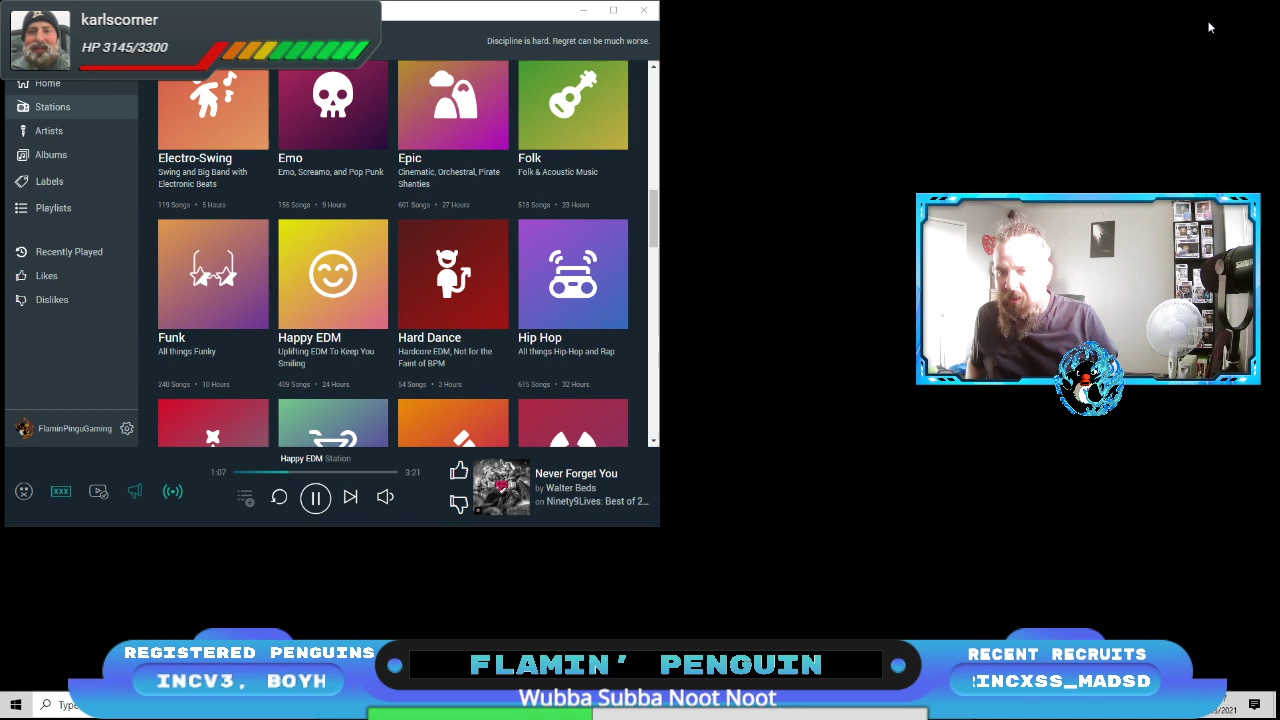 karlscorner
HP 3145/3300
Discipline is hard. Regret can be much worse.
Home
Stations
Artists
Albums
Labels
Playlists
Recently Played
Likes
Dislikes
FlaminPinguGaming
Electro-Swing
Swing and Big Band with
Electronic Beats
119 Songs • 5 Hours
Emo
Emo, Screamo, and Pop Punk
156 Songs • 9 Hours
Epic
Cinematic, Orchestral, Pirate
Shanties
601 Songs • 27 Hours
Folk
Folk & Acoustic Music
518 Songs • 23 Hours
Funk
All things Funky
240 Songs • 10 Hours
Happy EDM
Uplifting EDM To Keep You
Smiling
409 Songs • 24 Hours
Hard Dance
Hardcore EDM, Not for the
Faint of BPM
54 Songs • 3 Hours
Hip Hop
All things Hip-Hop and Rap
615 Songs • 32 Hours
XXX
Happy EDM Station
1:07
3:21
Never Forget You
by Walter Beds
on Ninety9Lives: Best of 2...
REGISTERED PENGUINS
INCV3, BOYH
FLAMIN' PENGUIN
Wubba Subba Noot Noot
RECENT RECRUITS
INCXSS_MADSD
Type
/2021